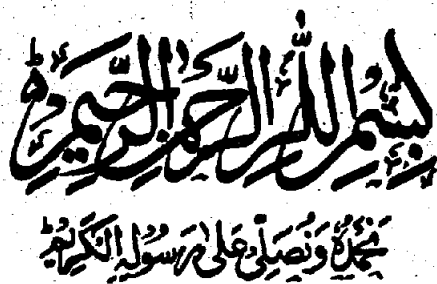 بِسْمِ اللّٰهِ الرَّحْمٰنِ الرَّحِيْمِ
نَحْمَدُهٗ وَنُصَلِّیْ عَلٰی رَسُوْلِهِ الْكَرِيْمِ